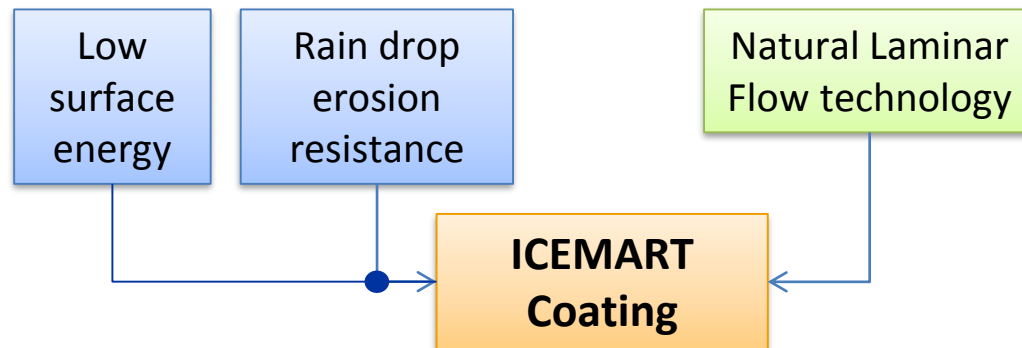 Low
surface
energy
Rain drop
erosion
resistance
Natural Laminar
Flow technology
ICEMART
Coating